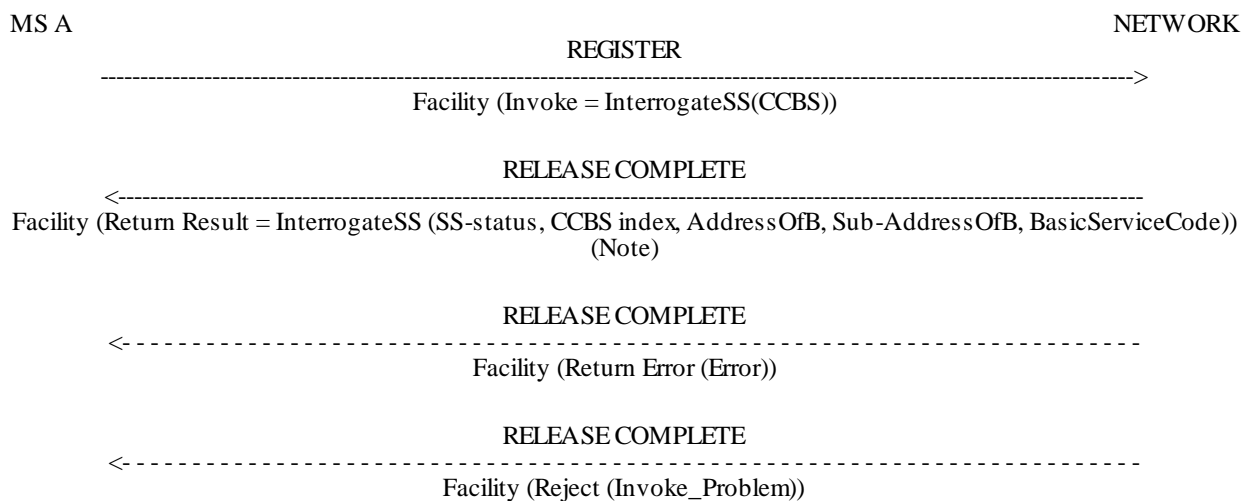 MS A NETWORK
REGISTER
------------------------------------------------------------------------------------------------------------------------------------>
Facility (Invoke = InterrogateSS(CCBS))
RELEASE COMPLETE
<------------------------------------------------------------------------------------------------------------------------------------
Facility (Return Result = InterrogateSS (SS-status, CCBS index, AddressOfB, Sub-AddressOfB, BasicServiceCode))
(Note)
RELEASE COMPLETE
<- - - - - - - - - - - - - - - - - - - - - - - - - - - - - - - - - - - - - - - - - - - - - - - - - - - - - - - - - - - - - - - - - - - - - - - - -
Facility (Return Error (Error))
RELEASE COMPLETE
<- - - - - - - - - - - - - - - - - - - - - - - - - - - - - - - - - - - - - - - - - - - - - - - - - - - - - - - - - - - - - - - - - - - - - - - - -
Facility (Reject (Invoke_Problem))